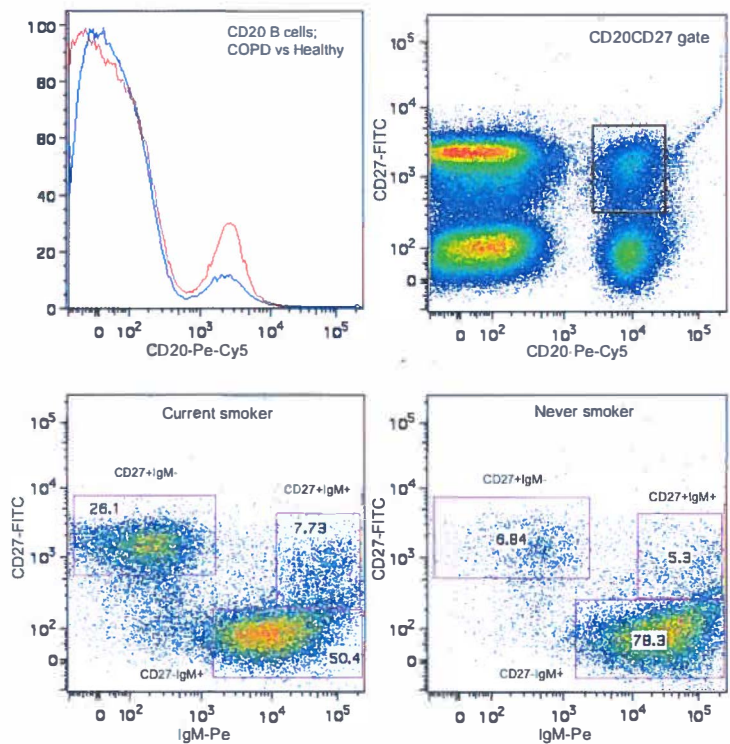 CD20 B cells;
COPD vs Healthy
100
80
60
40
20
0
0 10² 10³ 10⁴ 10⁵
CD20-Pe-Cy5
CD20CD27 gate
10⁵
10⁴
10³
10²
0
CD27-FITC
0 10² 10³ 10⁴ 10⁵
CD20-Pe-Cy5
Current smoker
10⁵
10⁴
10³
10²
0
CD27-FITC
CD27+IgM-
26.1
CD27+IgM+
7.73
50.4
CD27-IgM+
0 10² 10³ 10⁴ 10⁵
IgM-Pe
Never smoker
10⁵
10⁴
10³
10²
0
CD27-FITC
CD27+IgM-
6.84
CD27+IgM+
5.3
78.3
CD27-IgM+
0 10² 10³ 10⁴ 10⁵
IgM-Pe